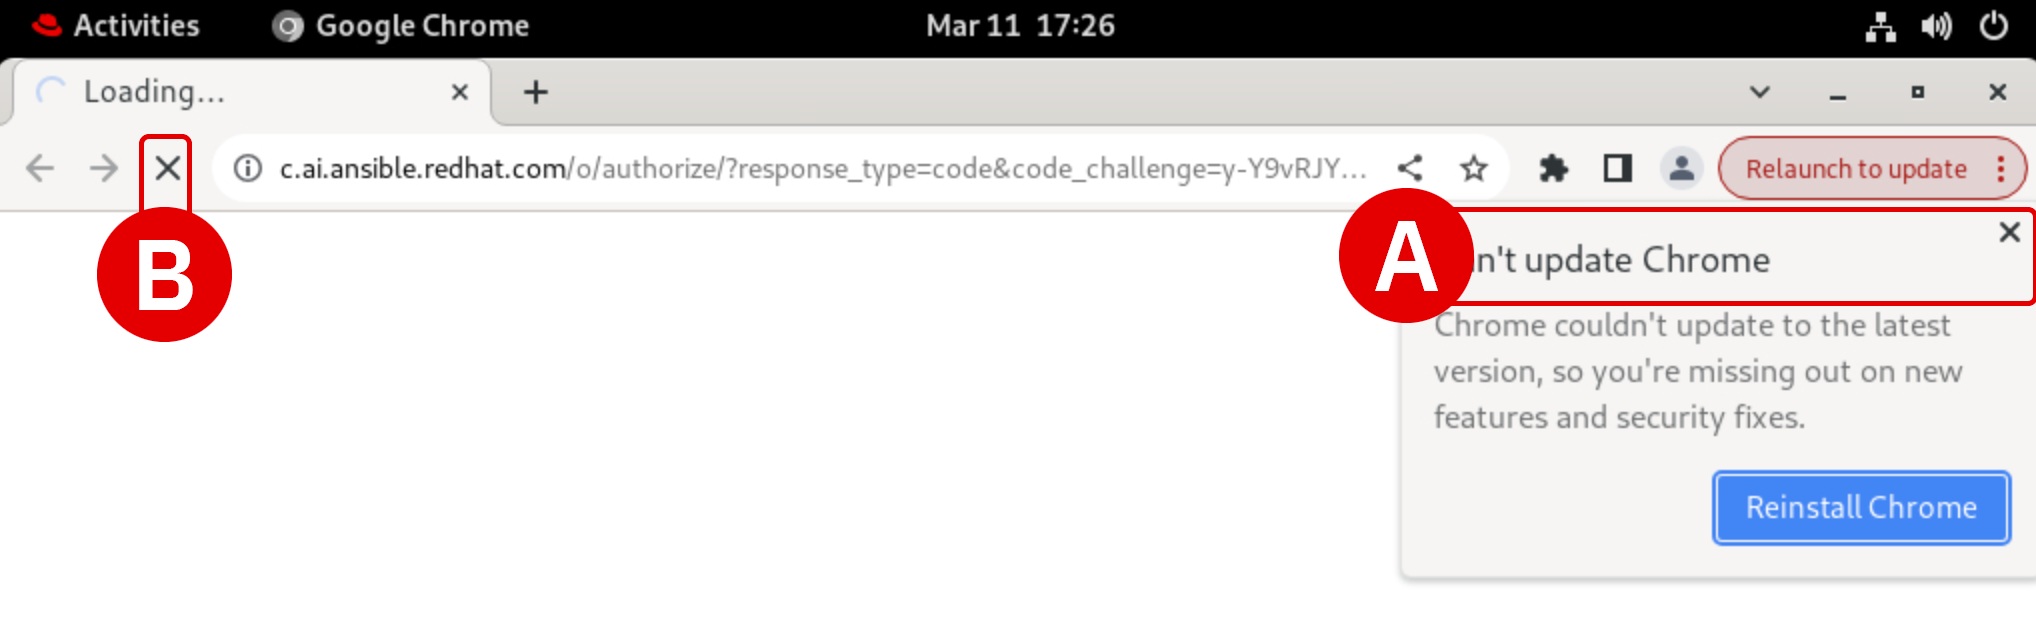 Activities Google Chrome Mar 11 17:26
Loading...
c.ai.ansible.redhat.com/o/authorize/?response_type=code&code_challenge=y-Y9vRJY... Relaunch to update
B
A
n't update Chrome
Chrome couldn't update to the latest
version, so you're missing out on new
features and security fixes.
Reinstall Chrome